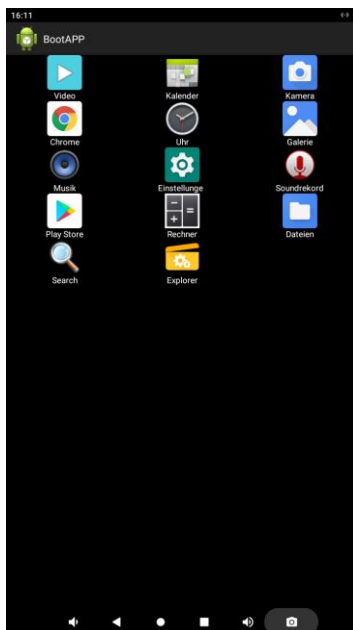 16:11
BootAPP
Video Kalender Kamera
Chrome Uhr Galerie
Musik Einstellunge Soundrekord
Play Store Rechner Dateien
Search Explorer